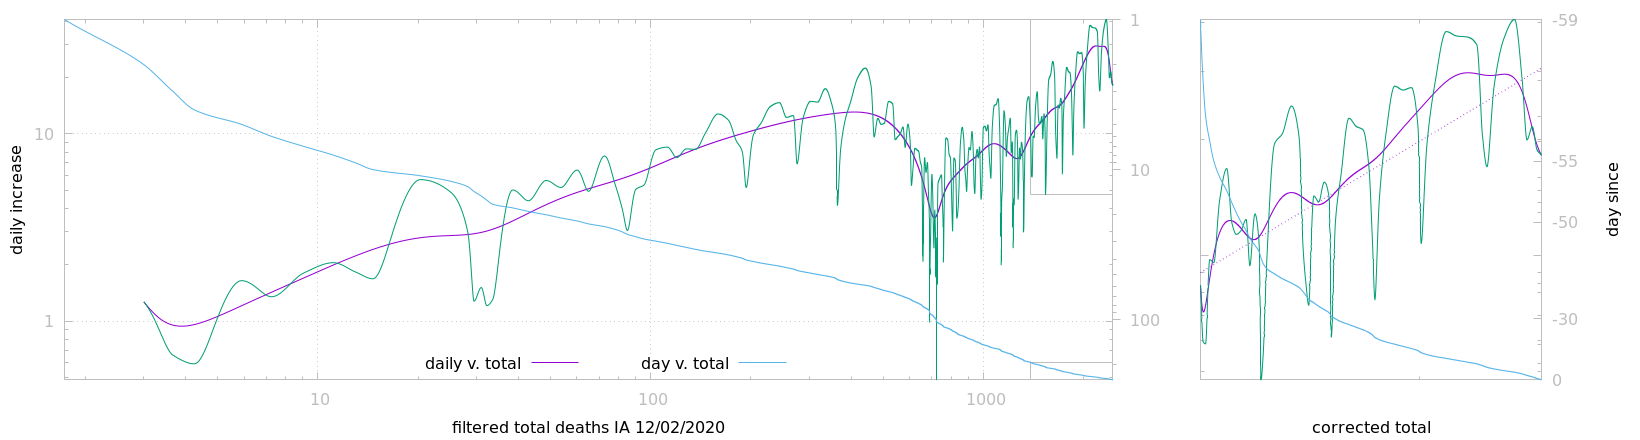 1
-59
10
-55
daily increase
10
-50
day since
1
100
-30
daily v. total
day v. total
0
10
100
1000
filtered total deaths IA 12/02/2020
corrected total